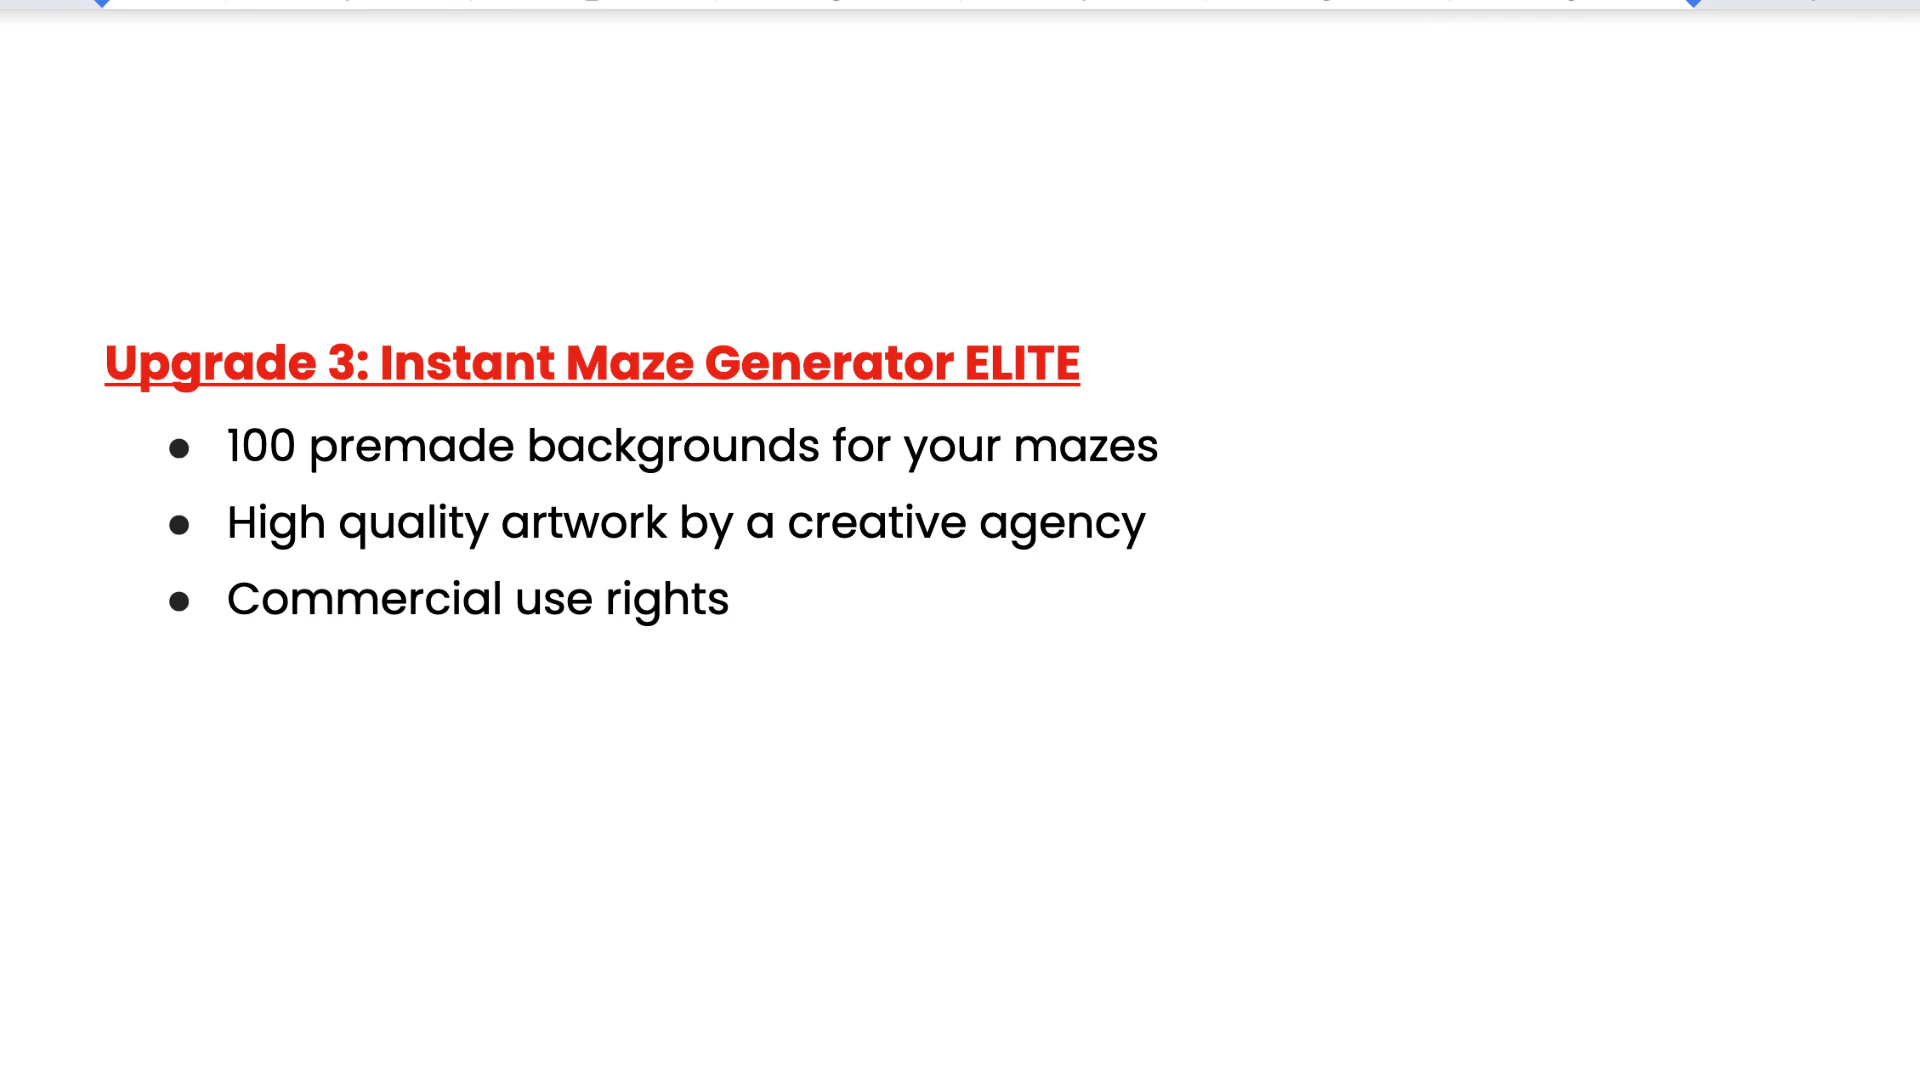 Upgrade 3: Instant Maze Generator ELITE
● 100 premade backgrounds for your mazes
● High quality artwork by a creative agency
● Commercial use rights